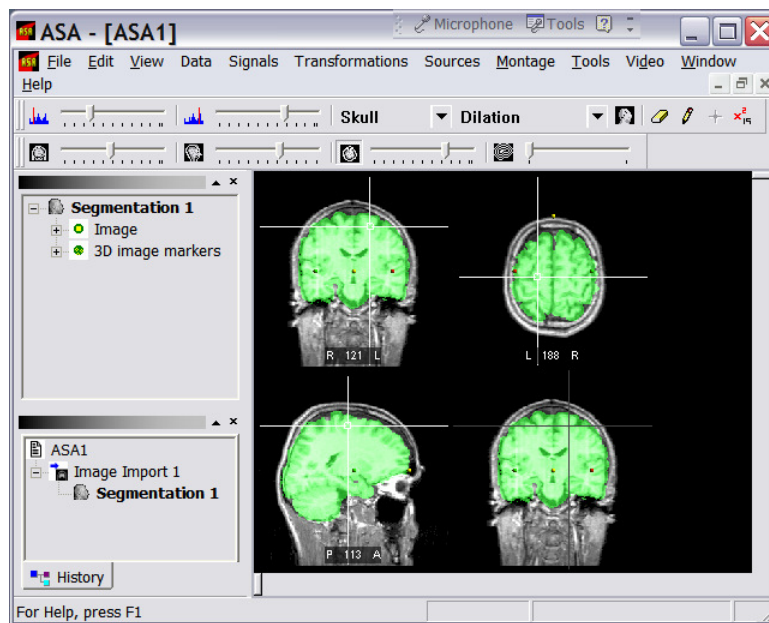 ASA - [ASA1]
Microphone Tools
File Edit View Data Signals Transformations Sources Montage Tools Video Window
Help
Skull Dilation
Segmentation 1
Image
3D image markers
R 121 L
L 188 R
P 113 A
ASA1
Image Import 1
Segmentation 1
History
For Help, press F1